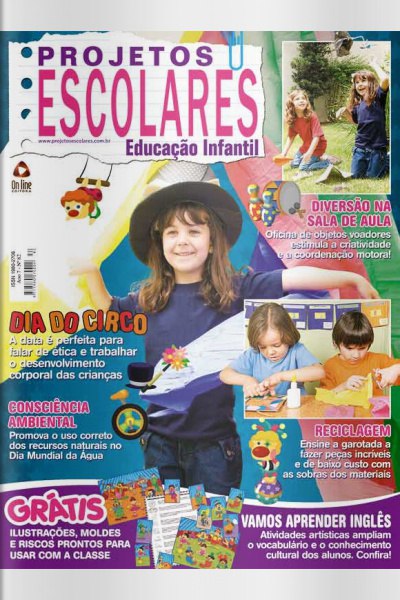 PROJETOS
ESCOLARES
www.projetosescolares.com.br
Educação Infantil
On line
EDITORA
DIVERSÃO NA
SALA DE AULA
Oficina de objetos voadores
estimula a criatividade
e a coordenação motora!
DIA DO CIRCO
A data é perfeita para
falar de ética e trabalhar
o desenvolvimento
corporal das crianças
CONSCIÊNCIA
AMBIENTAL
Promova o uso correto
dos recursos naturais no
Dia Mundial da Água
RECICLAGEM
Ensine a garotada a
fazer peças incríveis
e de baixo custo com
as sobras dos materiais
GRÁTIS
ILUSTRAÇÕES, MOLDES
E RISCOS PRONTOS PARA
USAR COM A CLASSE
VAMOS APRENDER INGLÊS
Atividades artísticas ampliam
o vocabulário e o conhecimento
cultural dos alunos. Confira!